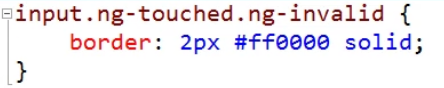 input.ng-touched.ng-invalid {
    border: 2px #ff0000 solid;
}